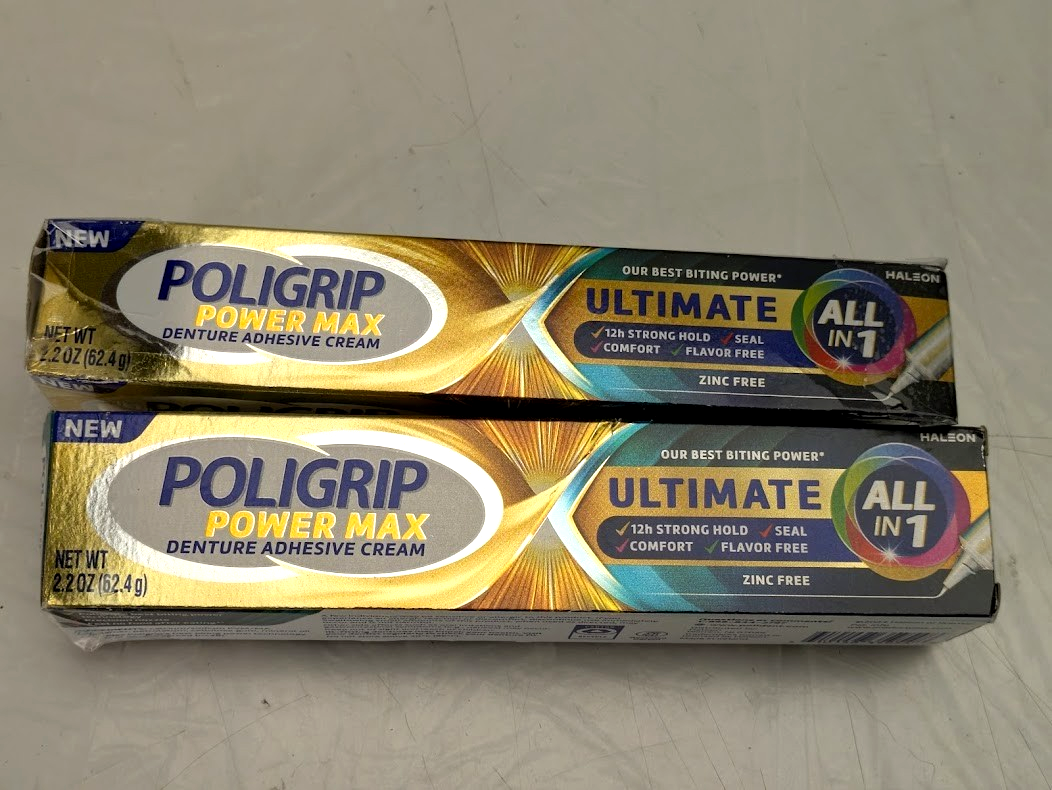 NEW
POLIGRIP
POWER MAX
DENTURE ADHESIVE CREAM
NET WT
2.2 OZ (62.4 g)
OUR BEST BITING POWER*
ULTIMATE
12h STRONG HOLD SEAL
COMFORT FLAVOR FREE
ZINC FREE
ALL
IN 1
HALEON
NEW
POLIGRIP
NEW
POLIGRIP
POWER MAX
DENTURE ADHESIVE CREAM
NET WT
2.2 OZ (62.4 g)
OUR BEST BITING POWER*
ULTIMATE
12h STRONG HOLD SEAL
COMFORT FLAVOR FREE
ZINC FREE
ALL
IN 1
HALEON